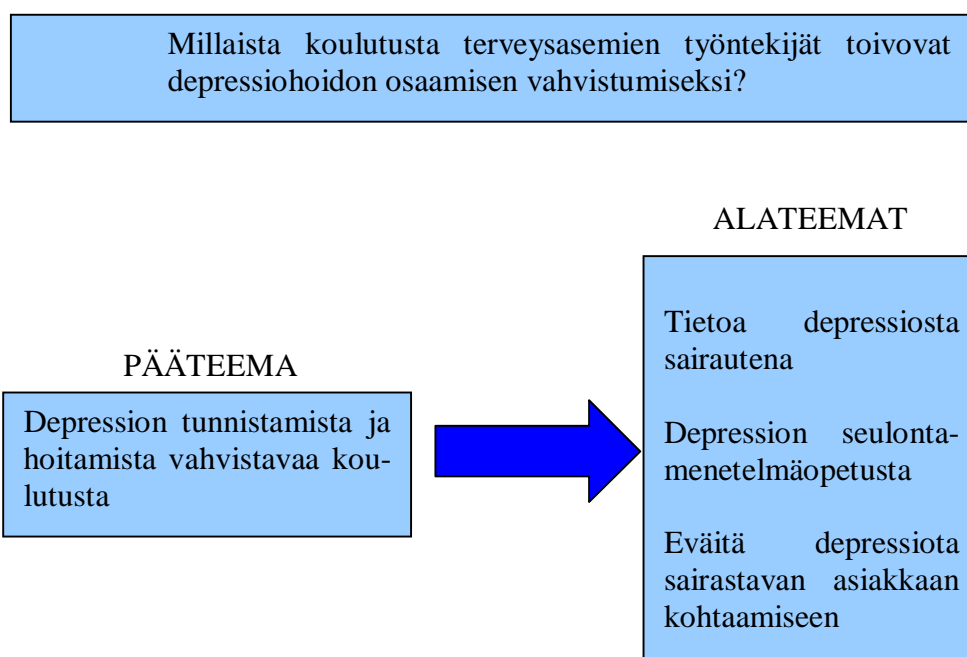 Millaista koulutusta terveysasemien työntekijät toivovat
depressiohoidon osaamisen vahvistumiseksi?
ALATEEMAT
PÄÄTEEMA
Depression tunnistamista ja
hoitamista vahvistavaa kou-
lutusta
Tietoa depressiosta
sairautena
Depression seulonta-
menetelmäopetusta
Eväitä depressiota
sairastavan asiakkaan
kohtaamiseen